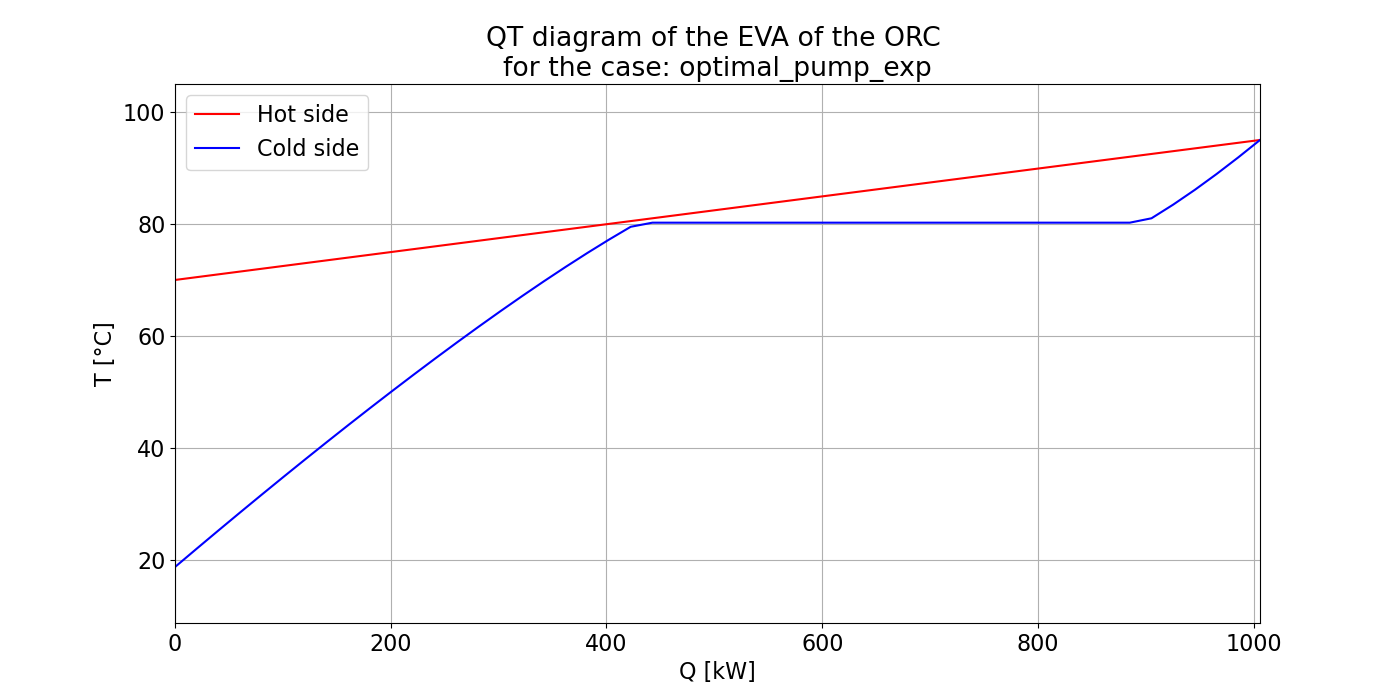 QT diagram of the EVA of the ORC
for the case: optimal_pump_exp
Hot side
Cold side
100
80
60
40
20
T [°C]
0
200
400
600
800
1000
Q [kW]